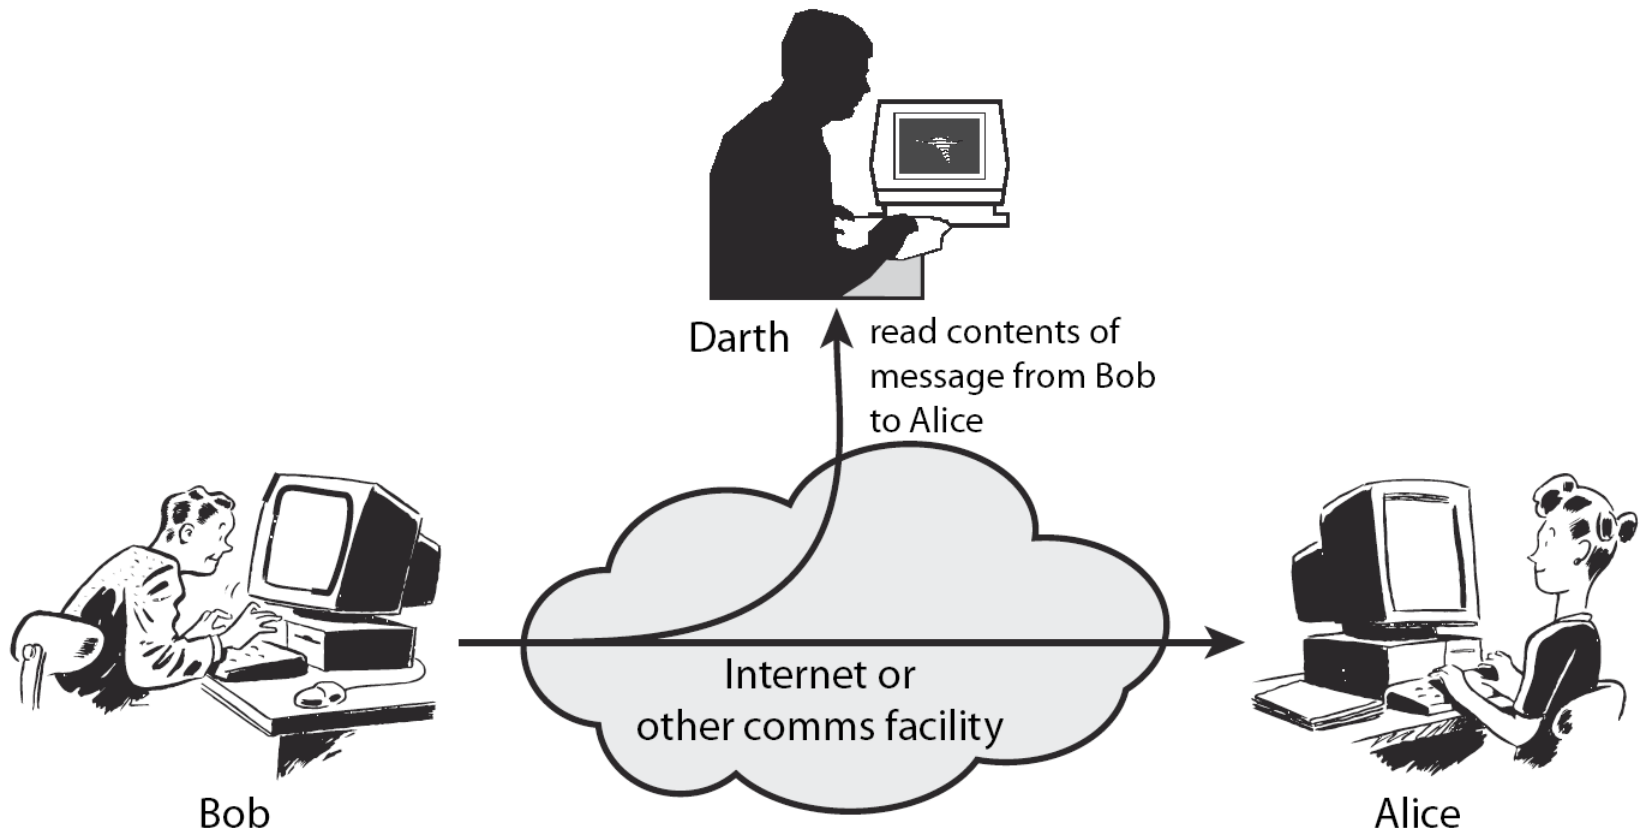 Darth
read contents of
message from Bob
to Alice
Internet or
other comms facility
Bob
Alice